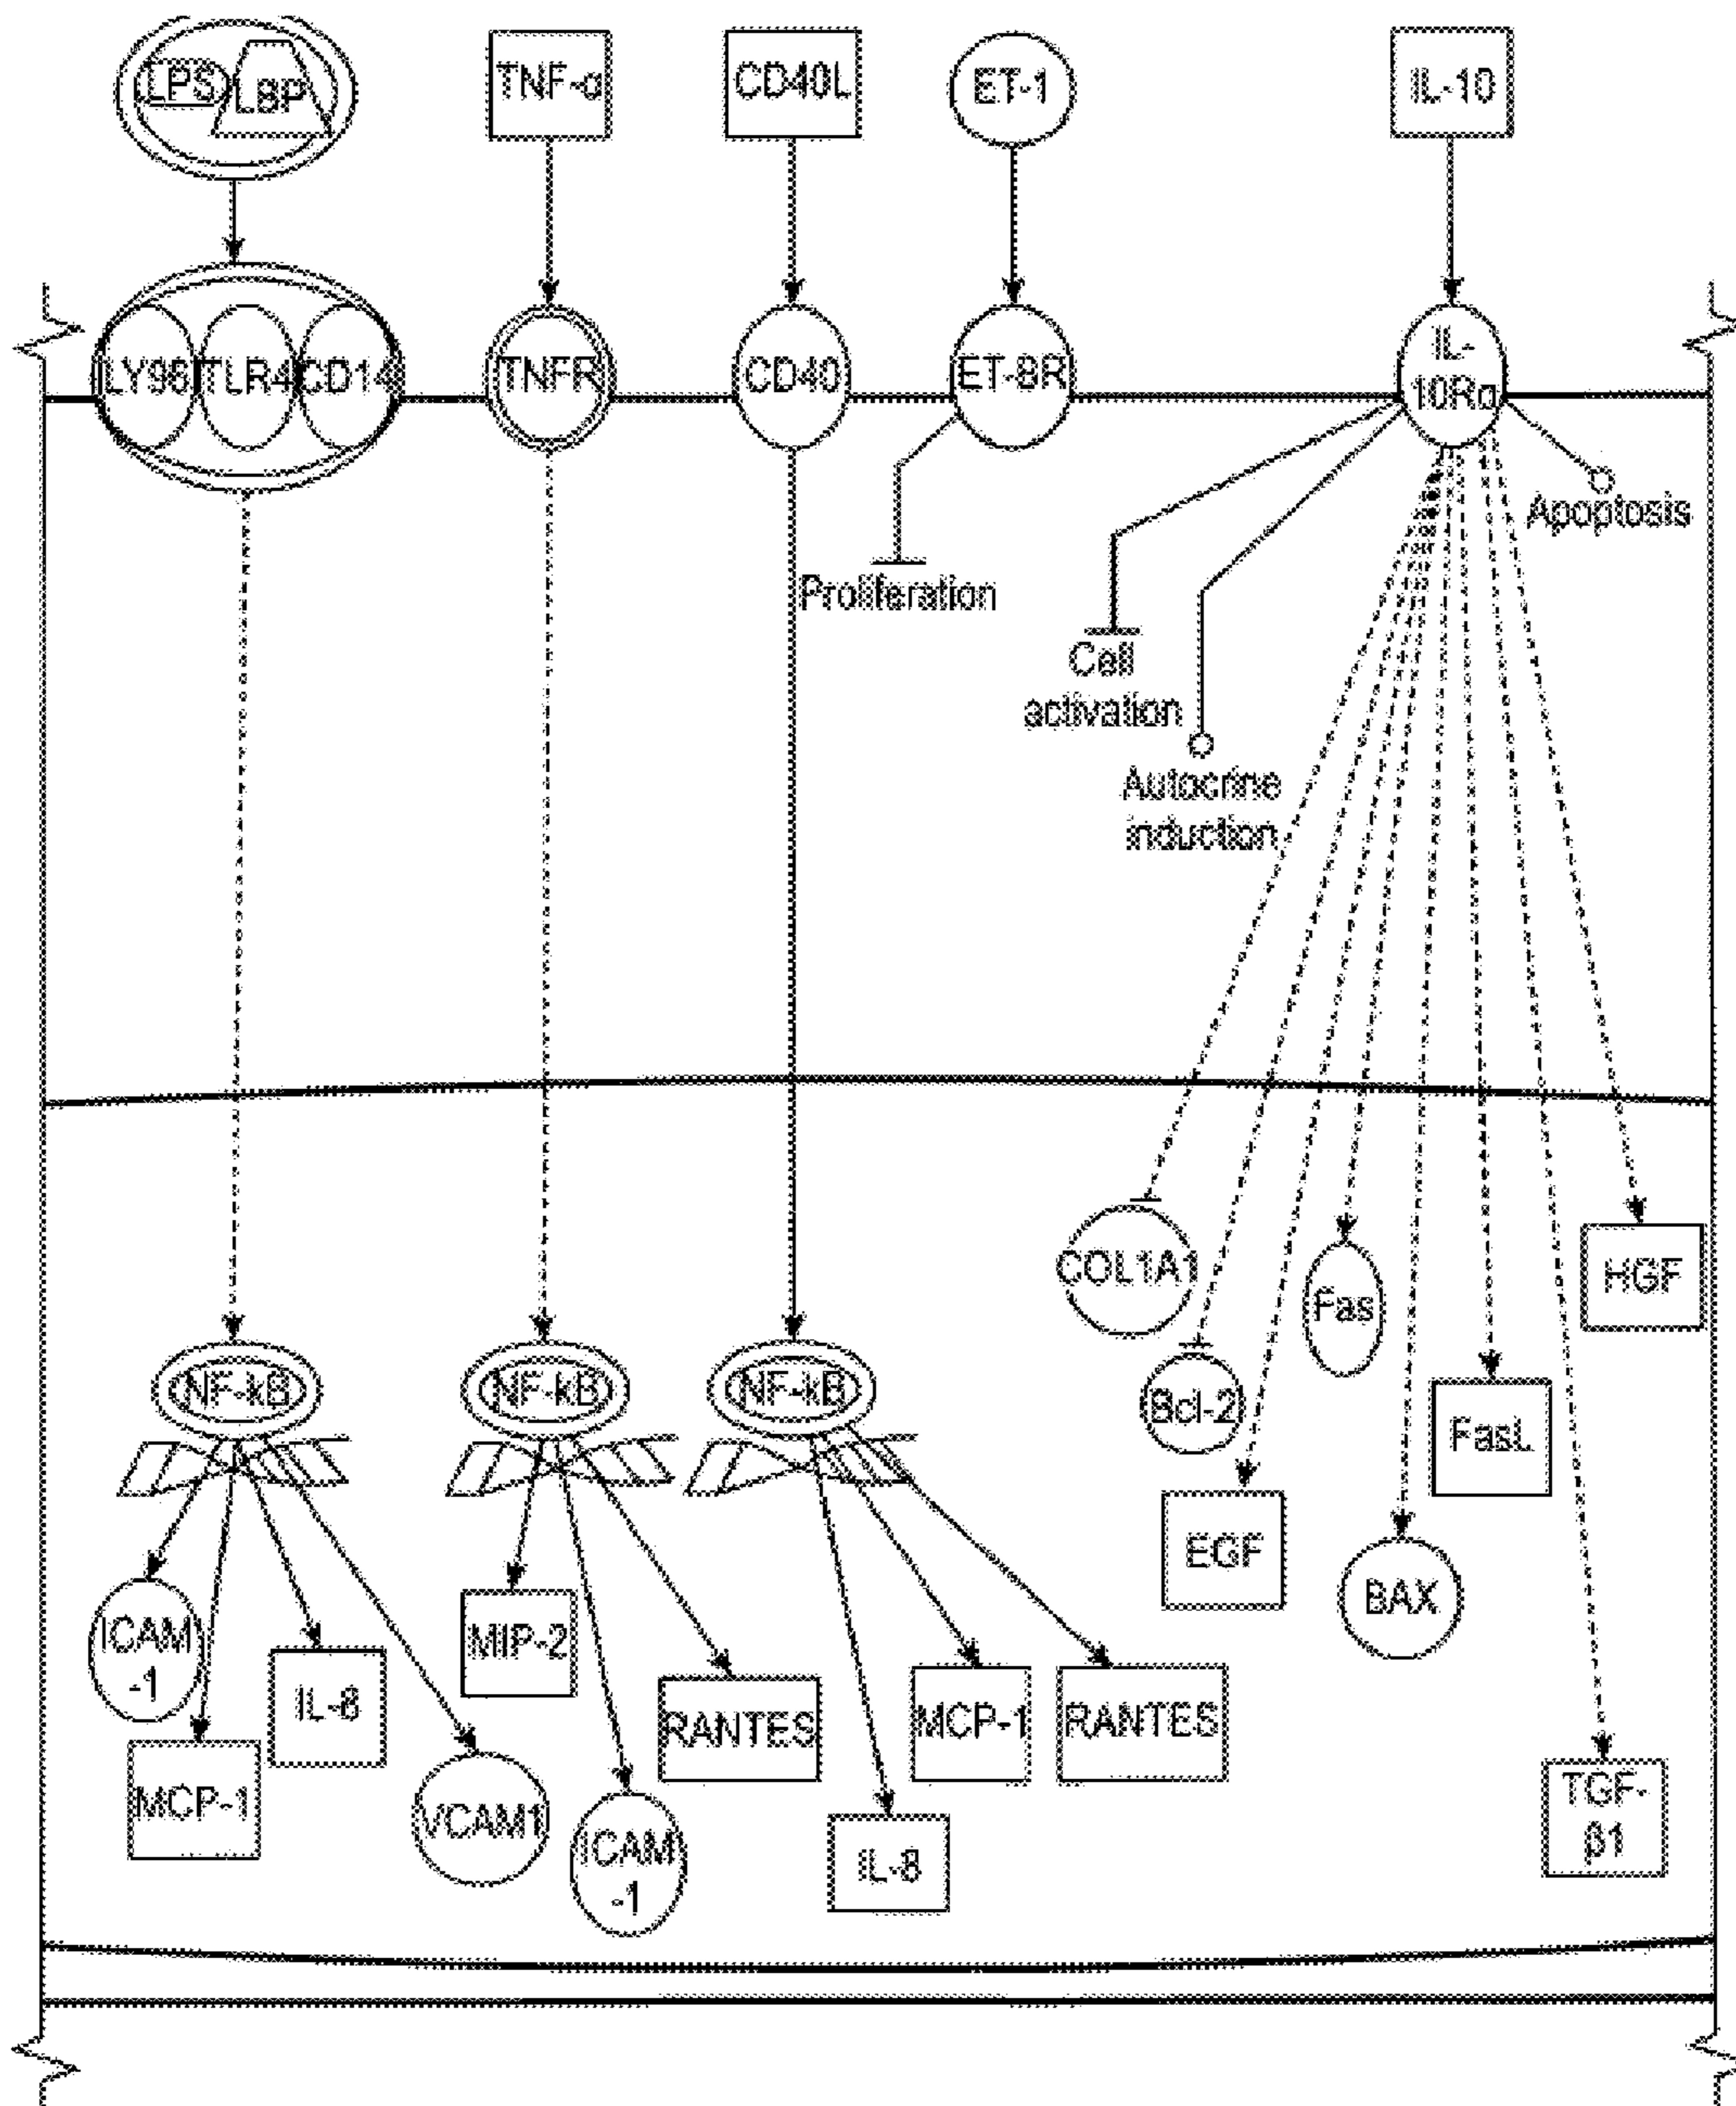 LPS
LBP
TNF-α
CD40L
ET-1
IL-10
LY96
TLR4
CD14
TNFR
CD40
ET-BR
IL-
10Rα
Apoptosis
Proliferation
Cell
activation
Autocrine
induction
COL1A1
Fas
HGF
NF-kB
NF-kB
NF-kB
Bcl-2
FasL
EGF
BAX
ICAM
-1
MIP-2
IL-8
RANTES
MCP-1
RANTES
MCP-1
VCAM1
ICAM
-1
IL-8
TGF-
β1